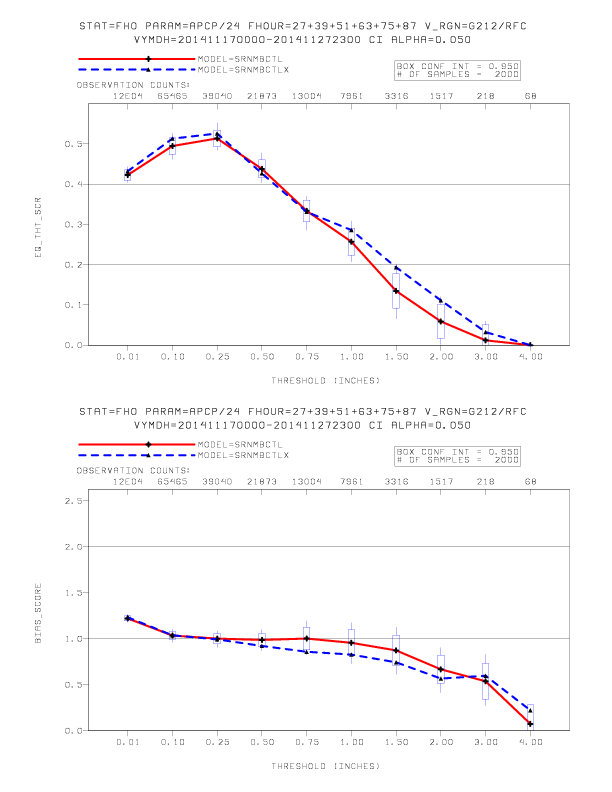 STAT=FHO PARAM=APCP/24 FHOUR=27+39+51+63+75+87 V_RGN=G212/RFC
VYMDH=201411170000-201411272300 CI ALPHA=0.050
MODEL=SRNMBCTL
MODEL=SRNMBCTLX
BOX CONF INT = 0.950
# OF SAMPLES = 2000
OBSERVATION COUNTS:
12E04 65465 39040 21873 13004 7961 3316 1517 218 68
0.5
0.4
0.3
0.2
0.1
0.0
EQ_THT_SCR
0.01 0.10 0.25 0.50 0.75 1.00 1.50 2.00 3.00 4.00
THRESHOLD (INCHES)
STAT=FHO PARAM=APCP/24 FHOUR=27+39+51+63+75+87 V_RGN=G212/RFC
VYMDH=201411170000-201411272300 CI ALPHA=0.050
MODEL=SRNMBCTL
MODEL=SRNMBCTLX
BOX CONF INT = 0.950
# OF SAMPLES = 2000
OBSERVATION COUNTS:
12E04 65465 39040 21873 13004 7961 3316 1517 218 68
2.5
2.0
1.5
1.0
0.5
0.0
BIAS_SCORE
0.01 0.10 0.25 0.50 0.75 1.00 1.50 2.00 3.00 4.00
THRESHOLD (INCHES)